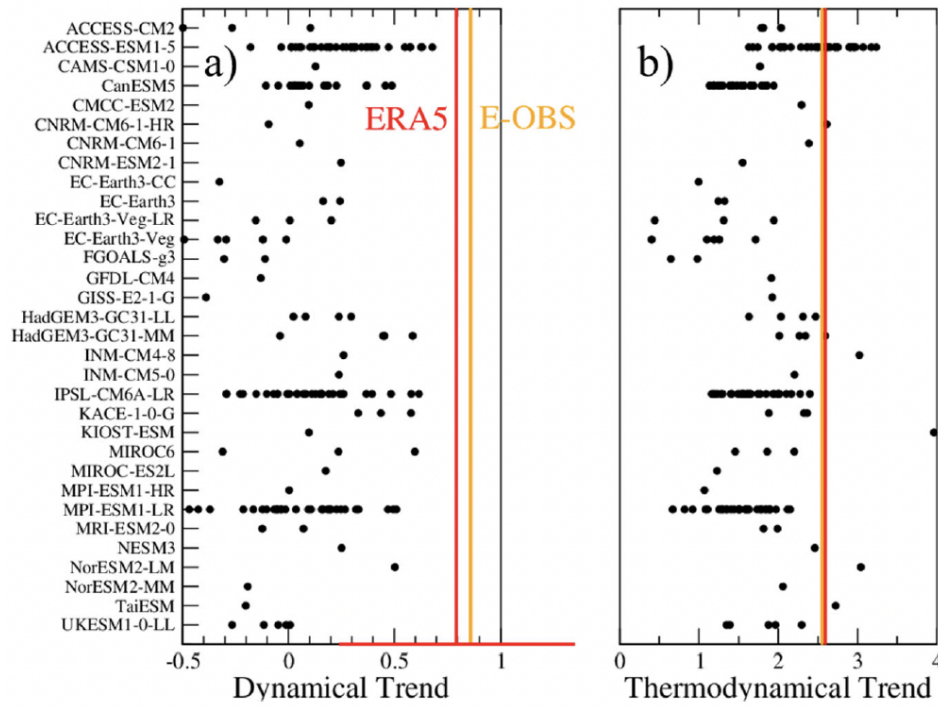 ACCESS-CM2
ACCESS-ESM1-5
CAMS-CSM1-0
CanESM5
CMCC-ESM2
CNRM-CM6-1-HR
CNRM-CM6-1
CNRM-ESM2-1
EC-Earth3-CC
EC-Earth3
EC-Earth3-Veg-LR
EC-Earth3-Veg
FGOALS-g3
GFDL-CM4
GISS-E2-1-G
HadGEM3-GC31-LL
HadGEM3-GC31-MM
INM-CM4-8
INM-CM5-0
IPSL-CM6A-LR
KACE-1-0-G
KIOST-ESM
MIROC6
MIROC-ES2L
MPI-ESM1-HR
MPI-ESM1-LR
MRI-ESM2-0
NESM3
NorESM2-LM
NorESM2-MM
TaiESM
UKESM1-0-LL
a)
ERA5
E-OBS
-0.5 0 0.5 1
Dynamical Trend
b)
0 1 2 3 4
Thermodynamical Trend